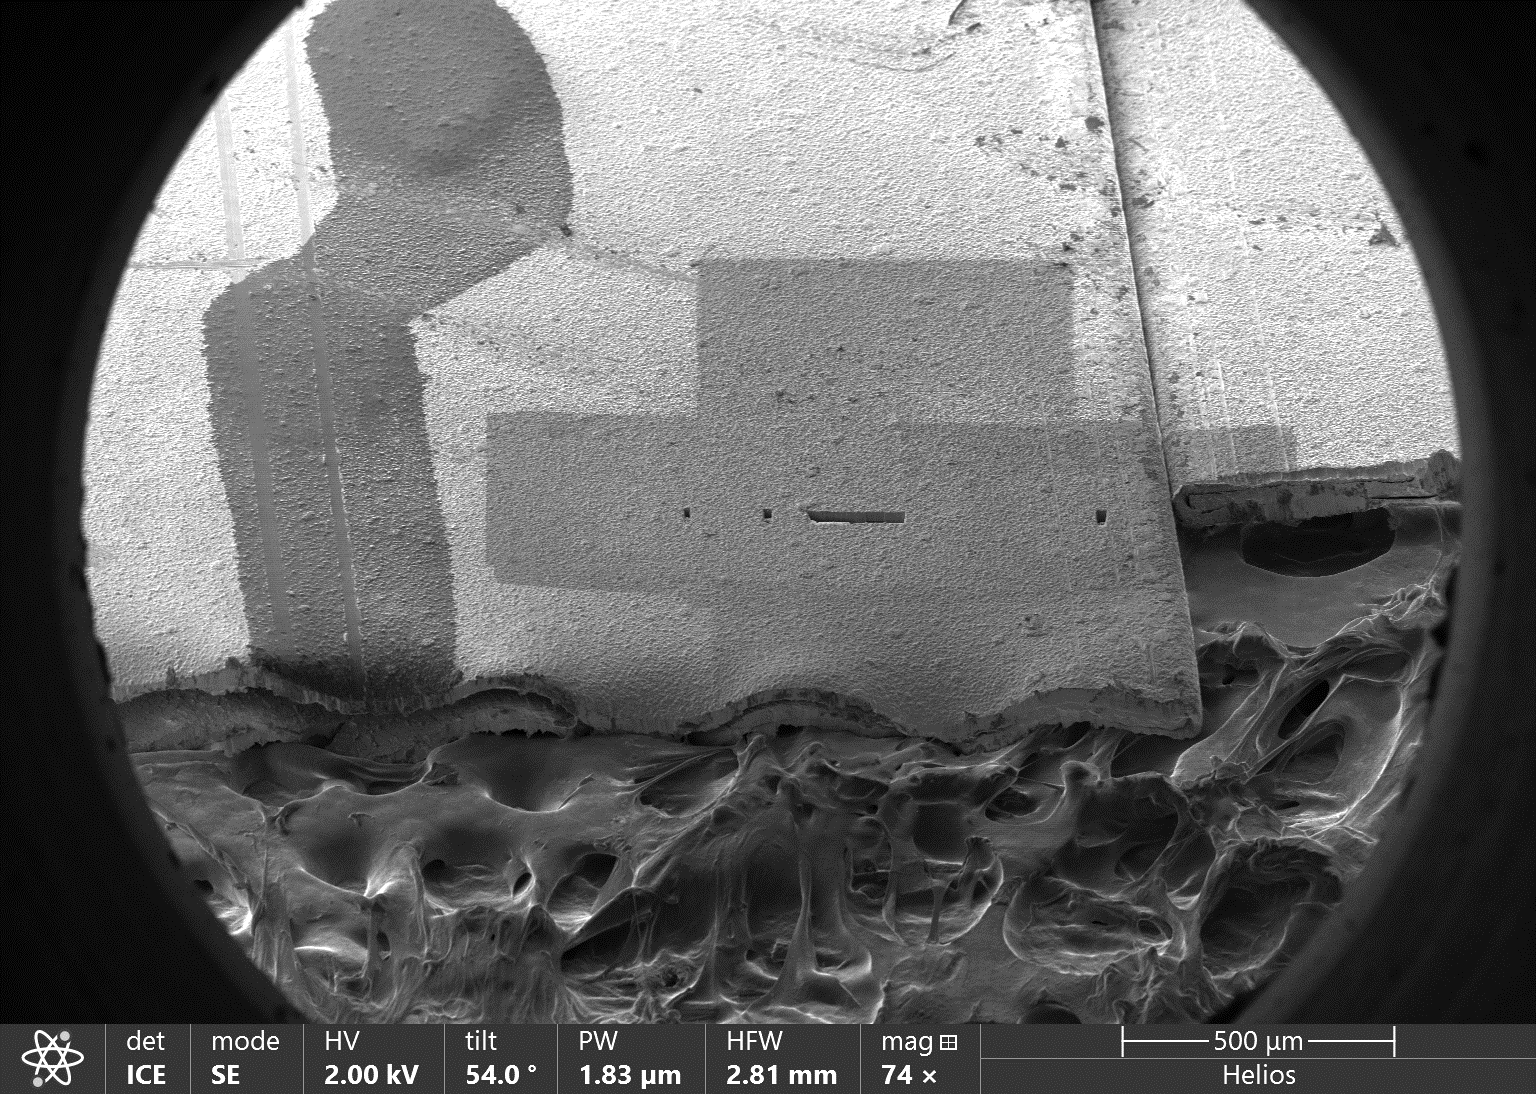 det mode HV tilt PW HFW mag 500 µm
ICE SE 2.00 kV 54.0 ° 1.83 µm 2.81 mm 74 × Helios